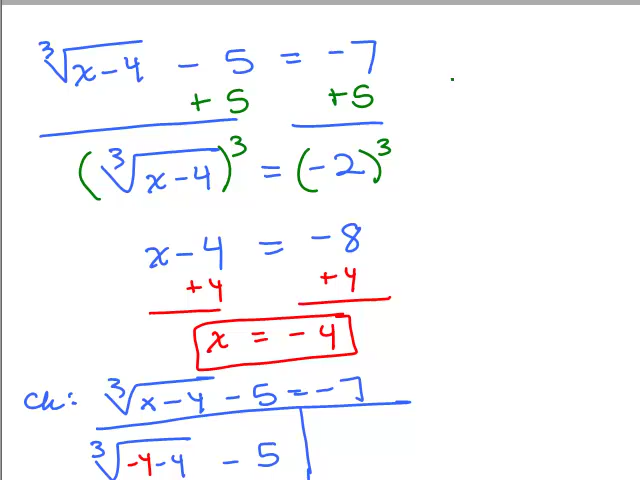 ∛(x-4) - 5 = -7
+5 +5
(∛(x-4))³ = (-2)³
x-4 = -8
+4 +4
x = -4
Ck: ∛(x-4) - 5 = -7
∛(-4-4) - 5